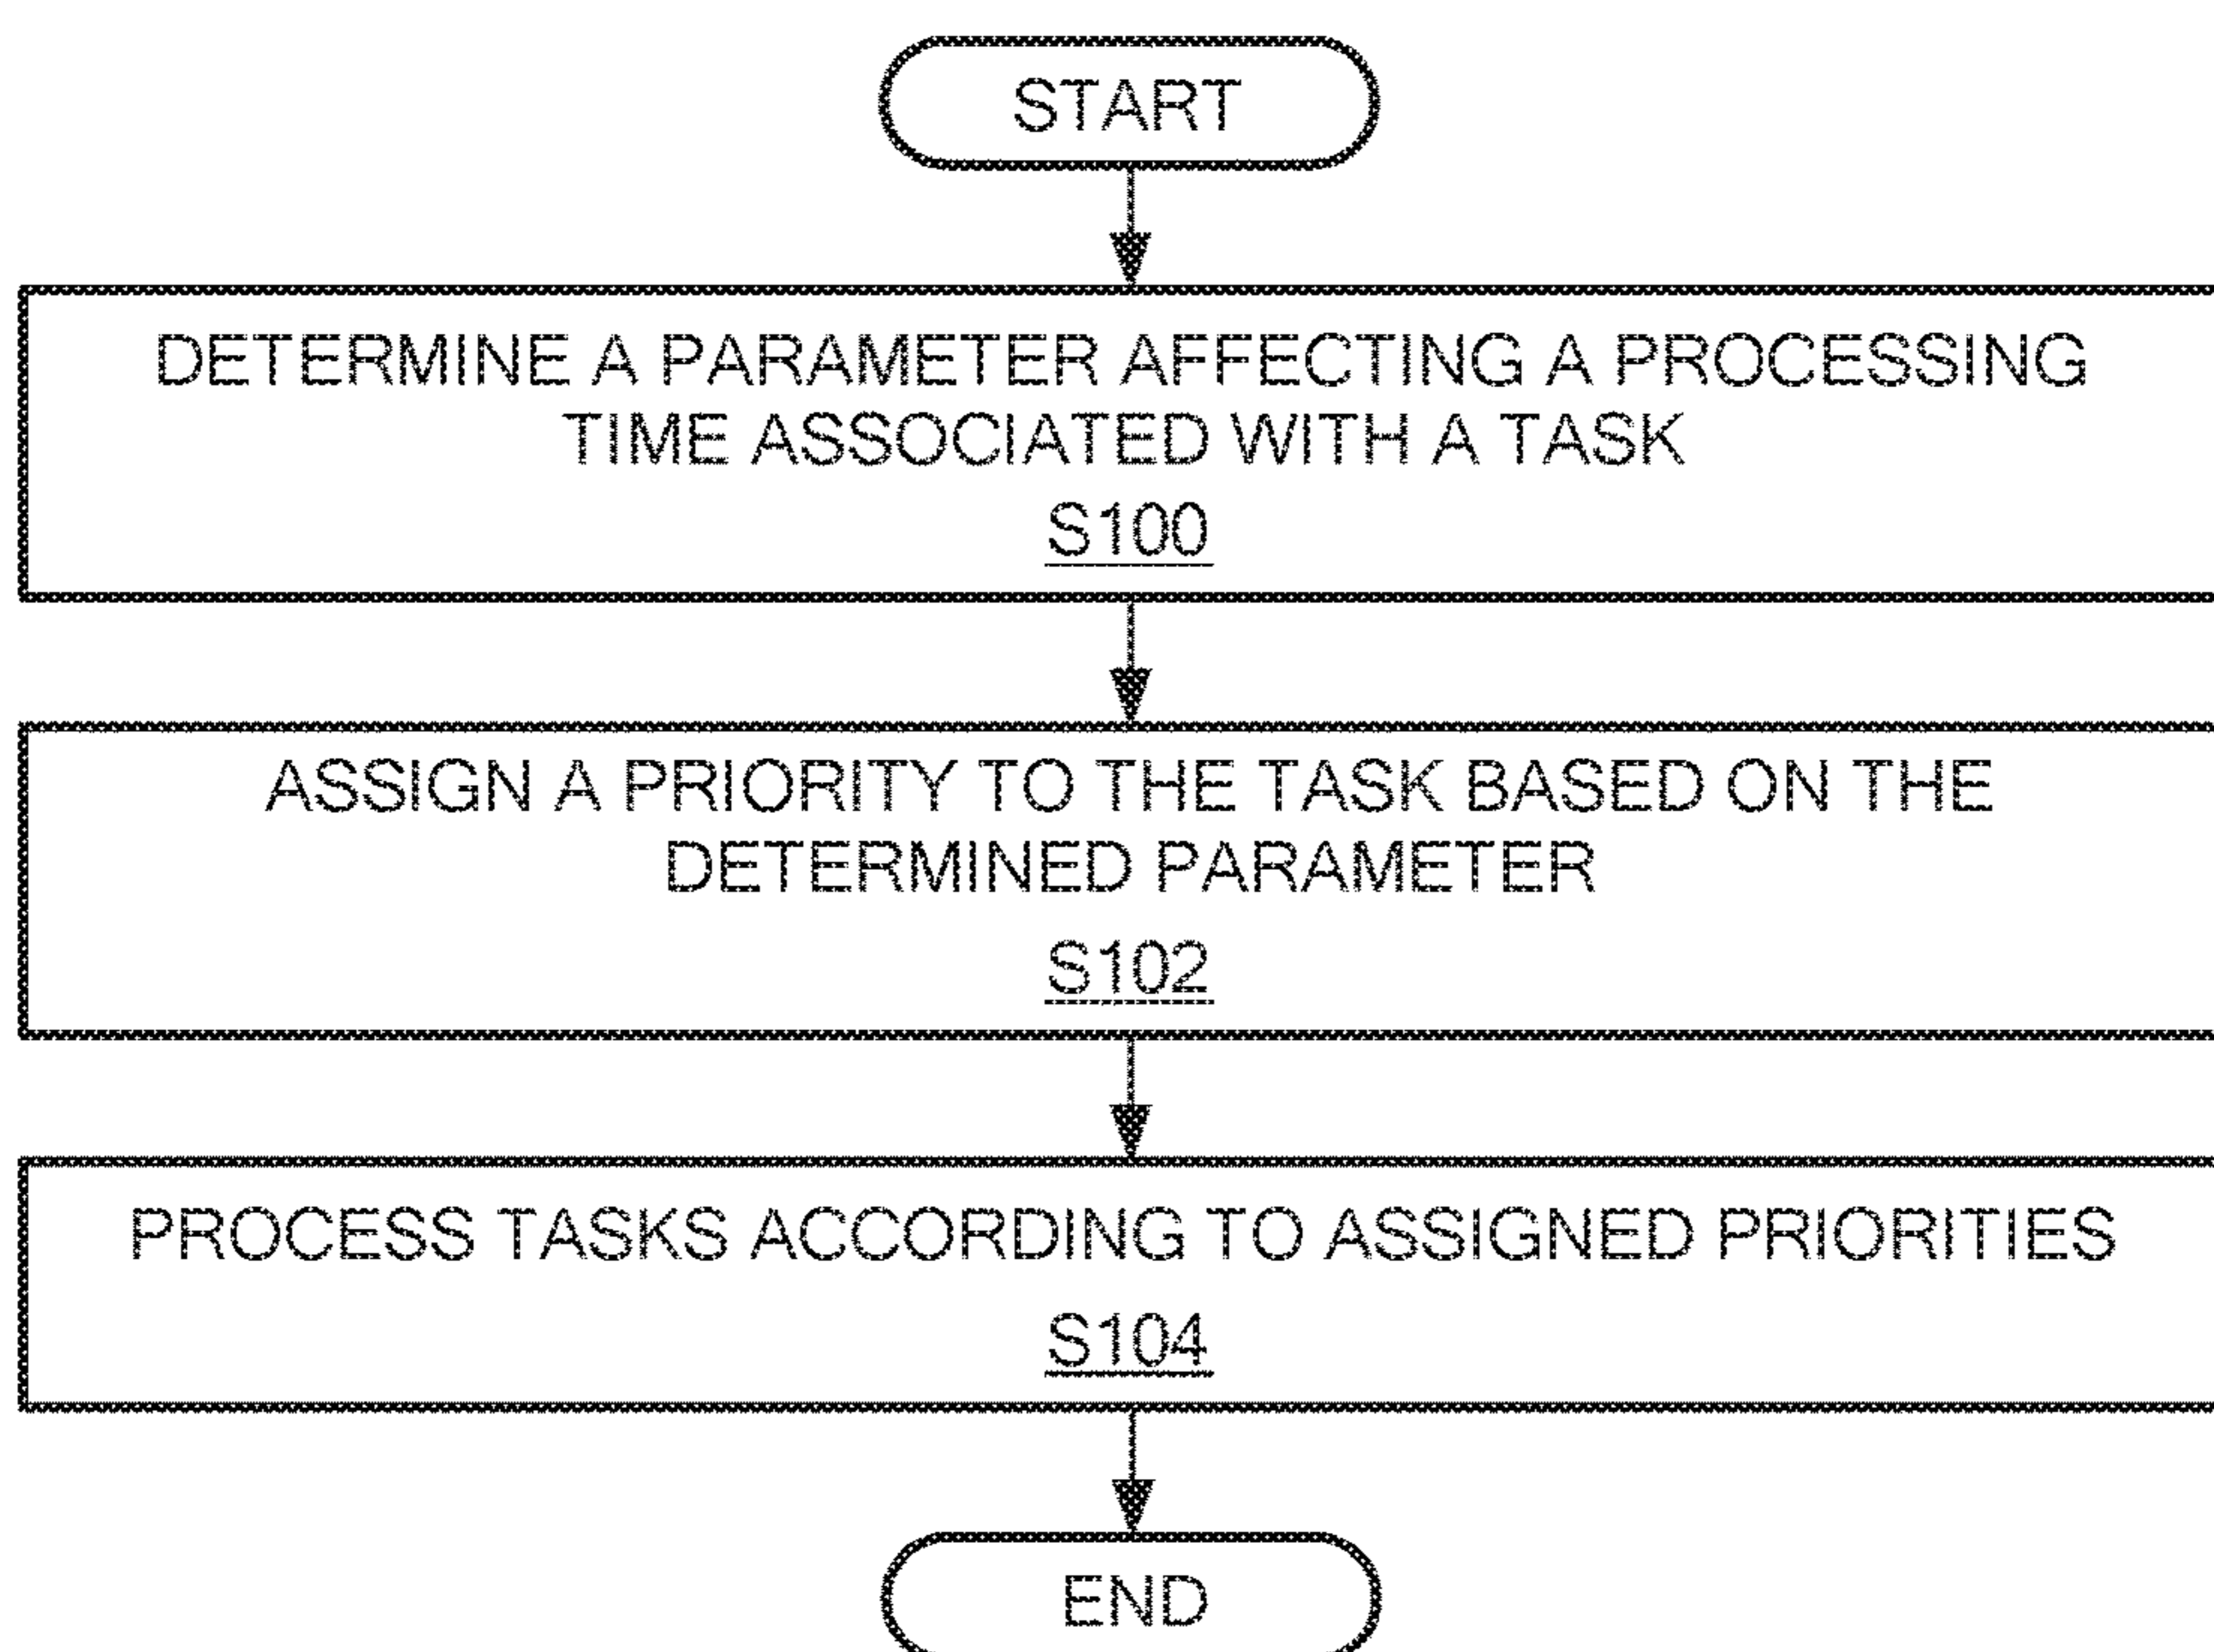 START
DETERMINE A PARAMETER AFFECTING A PROCESSING
TIME ASSOCIATED WITH A TASK
S100
ASSIGN A PRIORITY TO THE TASK BASED ON THE
DETERMINED PARAMETER
S102
PROCESS TASKS ACCORDING TO ASSIGNED PRIORITIES
S104
END